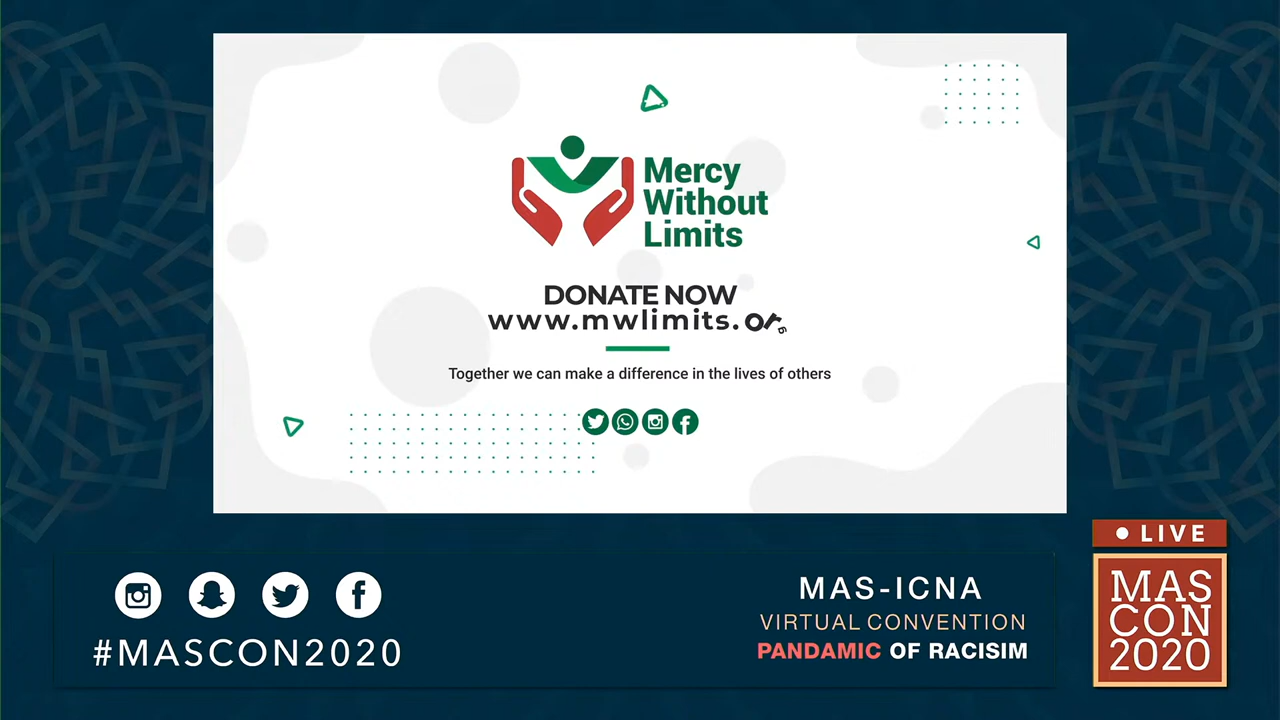 Mercy
Without
Limits
DONATE NOW
www.mwlimits.org
Together we can make a difference in the lives of others
#MASCON2020
MAS-ICNA
VIRTUAL CONVENTION
PANDAMIC OF RACISIM
LIVE
MAS
CON
2020